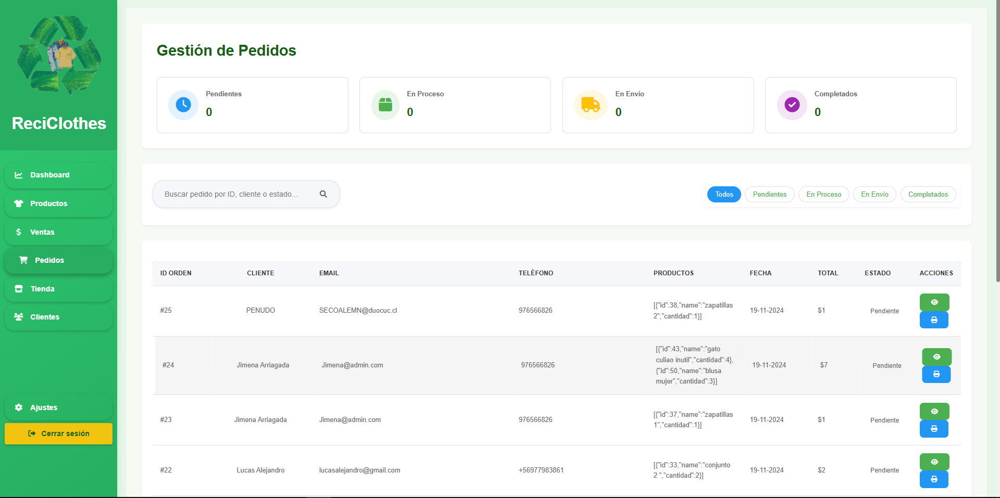 ReciClothes
Dashboard
Productos
Ventas
Pedidos
Tienda
Clientes
Ajustes
Cerrar sesión
Gestión de Pedidos
Pendientes
0
En Proceso
0
En Envío
0
Completados
0
Buscar pedido por ID, cliente o estado...
Todos Pendientes En Proceso En Envío Completados
ID ORDEN CLIENTE EMAIL TELÉFONO PRODUCTOS FECHA TOTAL ESTADO ACCIONES
#25 PENUDO SECOALEMN@duocuc.cl 976566826 [{"id":38,"name":"zapatillas
2","cantidad":1}] 19-11-2024 $1 Pendiente
#24 Jimena Arriagada Jimena@admin.com 976566826 [{"id":43,"name":"gato
culiao inutil","cantidad":4},
{"id":50,"name":"blusa
mujer","cantidad":3}] 19-11-2024 $7 Pendiente
#23 Jimena Arriagada Jimena@admin.com 976566826 [{"id":37,"name":"zapatillas
1","cantidad":1}] 19-11-2024 $1 Pendiente
#22 Lucas Alejandro lucasalejandro@gmail.com +56977983861 [{"id":33,"name":"conjunto
2 ","cantidad":2}] 19-11-2024 $2 Pendiente